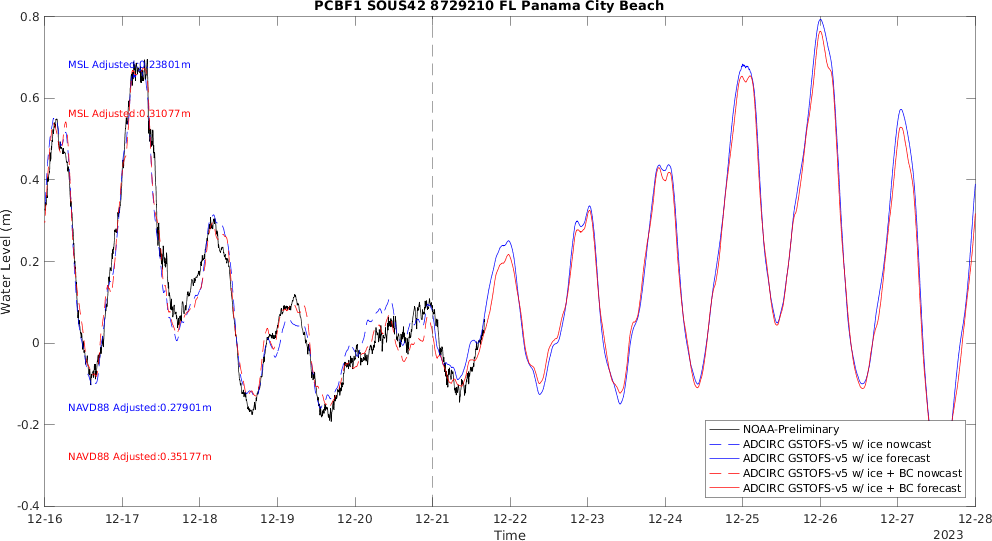 PCBF1 SOUS42 8729210 FL Panama City Beach
Water Level (m)
0.8
0.6
0.4
0.2
0
-0.2
-0.4
MSL Adjusted:0.23801m
MSL Adjusted:0.31077m
NAVD88 Adjusted:0.27901m
NAVD88 Adjusted:0.35177m
NOAA-Preliminary
ADCIRC GSTOFS-v5 w/ ice nowcast
ADCIRC GSTOFS-v5 w/ ice forecast
ADCIRC GSTOFS-v5 w/ ice + BC nowcast
ADCIRC GSTOFS-v5 w/ ice + BC forecast
12-16 12-17 12-18 12-19 12-20 12-21 12-22 12-23 12-24 12-25 12-26 12-27 12-28
Time
2023